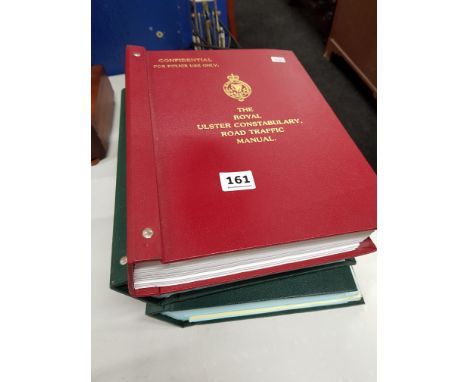 CONFIDENTIAL
FOR POLICE USE ONLY.
THE
ROYAL
ULSTER CONSTABULARY.
ROAD TRAFFIC
MANUAL.
161